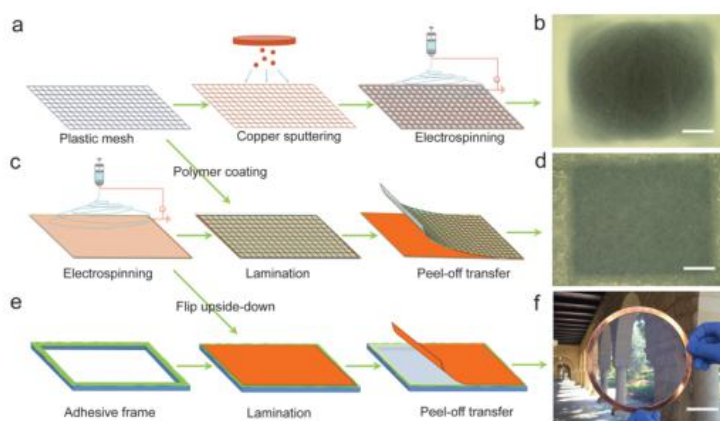 a
b
Plastic mesh
Copper sputtering
Electrospinning
c
Polymer coating
d
Electrospinning
Lamination
Peel-off transfer
e
Flip upside-down
f
Adhesive frame
Lamination
Peel-off transfer